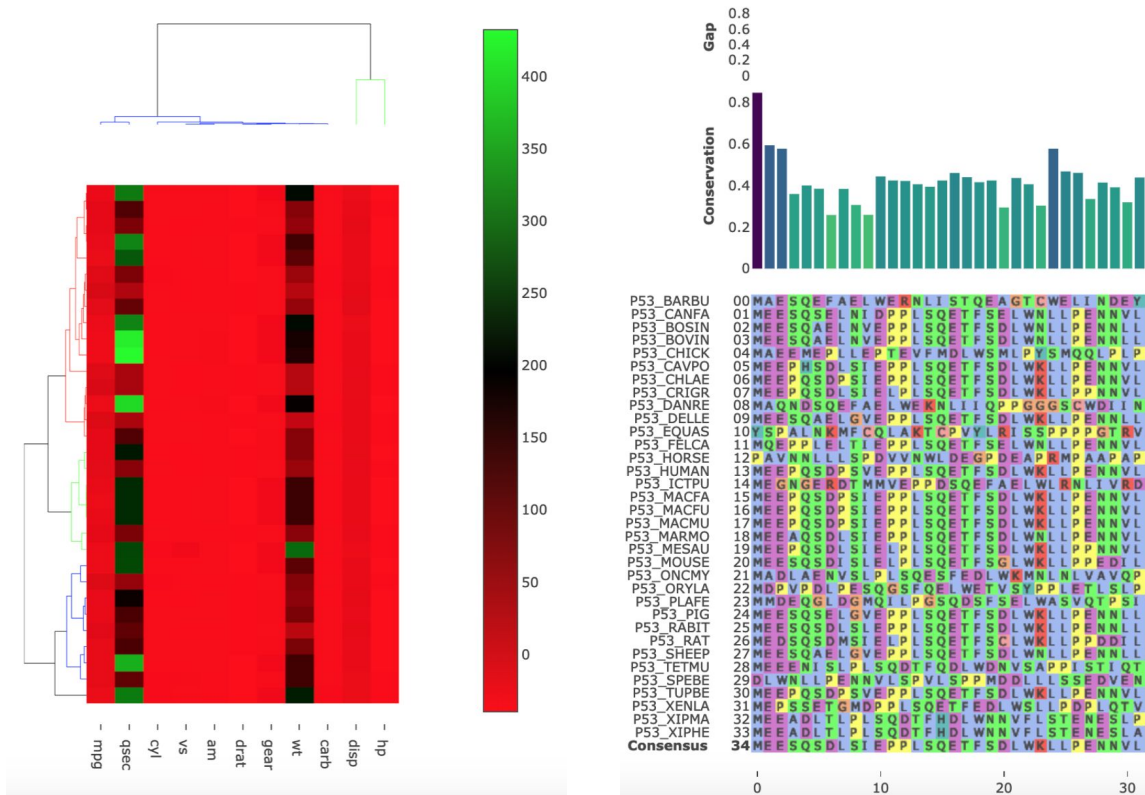 400
350
300
250
200
150
100
50
0
mpg
qsec
cyl
vs
am
drat
gear
wt
carb
disp
hp
Gap
0.8
0.6
0.4
0.2
0
Conservation
0.8
0.6
0.4
0.2
0
P53_BARBU 00 MAESQEFAELWERNLISTQEAGTCWELINDEY
P53_CANFA 01 MEESQSELNIDPPLSQETFSELWNLLPENNVL
P53_BOSIN 02 MEESQAELNVEPPLSQETFSDLWNLLPENNLL
P53_BOVIN 03 MEESQAELNVEPPLSQETFSDLWNLLPENNLL
P53_CHICK 04 MAEEMEPLLEPTEVFMDLWSMLPYSMQQLPLP
P53_CAVPO 05 MEEPHSDLSIEPPLSQETFSDLWKLLPENNVL
P53_CHLAE 06 MEEPQSDPSIEPPLSQETFSDLWKLLPENNVL
P53_CRIGR 07 MEEPQSDLSIELPLSQETFSDLWKLLPPNNVL
P53_DANRE 08 MAQNDSQEFAELWEKNLIIQPPGGGSCWDIIN
P53_DELLE 09 MEESQAELGVEPPLSQETFSDLWKLLPENNLL
P53_EQUAS 10 YSPALNKMFCQLAKTCPVYLRISSPPPPGTRV
P53_FELCA 11 MQEPPLELTIEPPLSQETFSELWNLLPENNVL
P53_HORSE 12 PAVNNLLLSPDVVNWLDEGPDEAPRMPAAPAP
P53_HUMAN 13 MEEPQSDPSVEPPLSQETFSDLWKLLPENNVL
P53_ICTPU 14 MEGNGERDTMMVEPPDSQEFAELWLRNLIVRD
P53_MACFA 15 MEEPQSDPSIEPPLSQETFSDLWKLLPENNVL
P53_MACFU 16 MEEPQSDPSIEPPLSQETFSDLWKLLPENNVL
P53_MACMU 17 MEEPQSDPSIEPPLSQETFSDLWKLLPENNVL
P53_MARMO 18 MEEAQSDLSIEPPLSQETFSDLWNLLPENNVL
P53_MESAU 19 MEEPQSDLSIELPLSQETFSDLWKLLPPNNVL
P53_MOUSE 20 MEESQSDISLELPLSQETFSGLWKLLPPEDIL
P53_ONCMY 21 MADLAENVSLPLSQESFEDLWKMNLNLVAVQP
P53_ORYLA 22 MDPVPDLPESQGSFQELWETVSYPPLETLSLP
P53_PLAFE 23 MMDEQGLDGMQILPGSQDSFSELWASVQTPSI
P53_PIG 24 MEESQSELGVEPPLSQETFSDLWKLLPENNLL
P53_RABIT 25 MEESQSDLSLEPPLSQETFSDLWKLLPENNLL
P53_RAT 26 MEDSQSDMSIELPLSQETFSCLWKLLPPDDIL
P53_SHEEP 27 MEESQAELGVEPPLSQETFSDLWNLLPENNLL
P53_TETMU 28 MEEENISLPLSQDTFQDLWDNVSAPPLSTIQT
P53_SPEBE 29 DLWNLLPENNVLSPVLSPPMDDLLLSSEDVEN
P53_TUPBE 30 MEEPQSDPSVEPPLSQETFSDLWKLLPENNVL
P53_XENLA 31 MEPSSETGMDPPLSQETFEDLWSLLPDPLQTV
P53_XIPMA 32 MEEADLTLPLSQDTFHDLWNNVFLSTENESLP
P53_XIPHE 33 MEEADLTLPLSQDTFHDLWNNVFLSTENESLP
Consensus 34 MEESQSDLSIEPPLSQETFSDLWKLLPENNVL
0 10 20 30